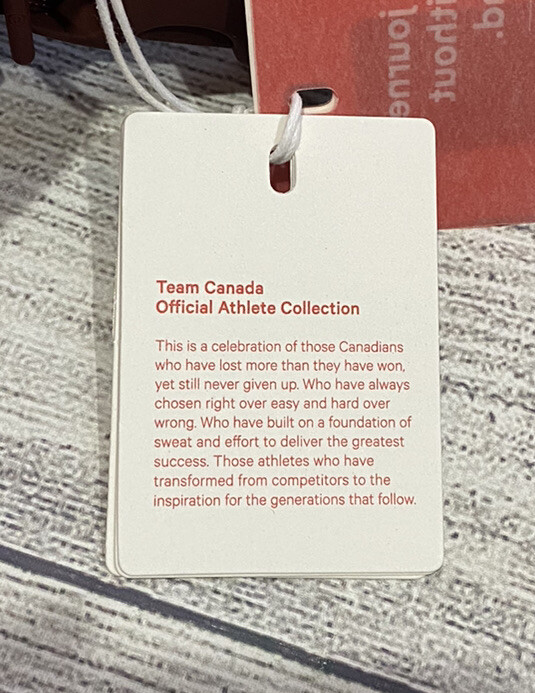 d.
ithout
journe
Team Canada
Official Athlete Collection
This is a celebration of those Canadians
who have lost more than they have won,
yet still never given up. Who have always
chosen right over easy and hard over
wrong. Who have built on a foundation of
sweat and effort to deliver the greatest
success. Those athletes who have
transformed from competitors to the
inspiration for the generations that follow.